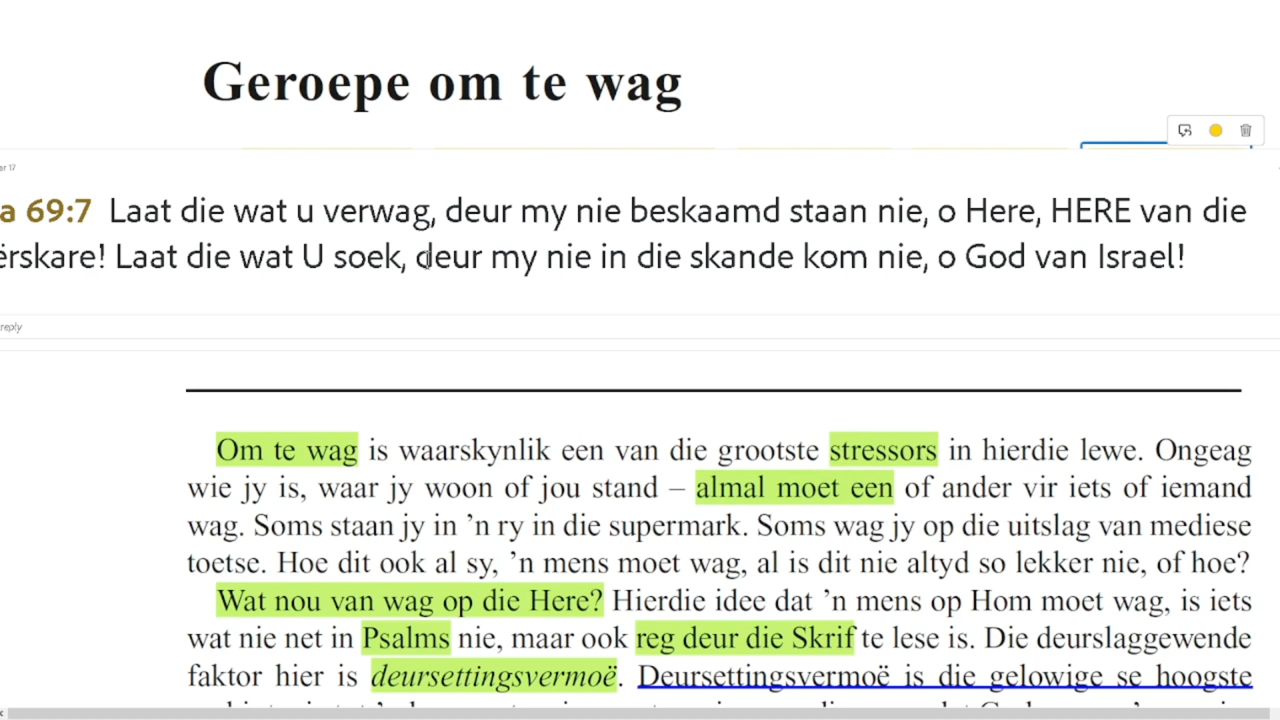 Geroepe om te wag
ar 17
a 69:7 Laat die wat u verwag, deur my nie beskaamd staan nie, o Here, HERE van die
ërskare! Laat die wat U soek, deur my nie in die skande kom nie, o God van Israel!
reply
Om te wag is waarskynlik een van die grootste stressors in hierdie lewe. Ongeag
wie jy is, waar jy woon of jou stand – almal moet een of ander vir iets of iemand
wag. Soms staan jy in ’n ry in die supermark. Soms wag jy op die uitslag van mediese
toetse. Hoe dit ook al sy, ’n mens moet wag, al is dit nie altyd so lekker nie, of hoe?
Wat nou van wag op die Here? Hierdie idee dat ’n mens op Hom moet wag, is iets
wat nie net in Psalms nie, maar ook reg deur die Skrif te lese is. Die deurslaggewende
faktor hier is deursettingsvermoë. Deursettingsvermoë is die gelowige se hoogste